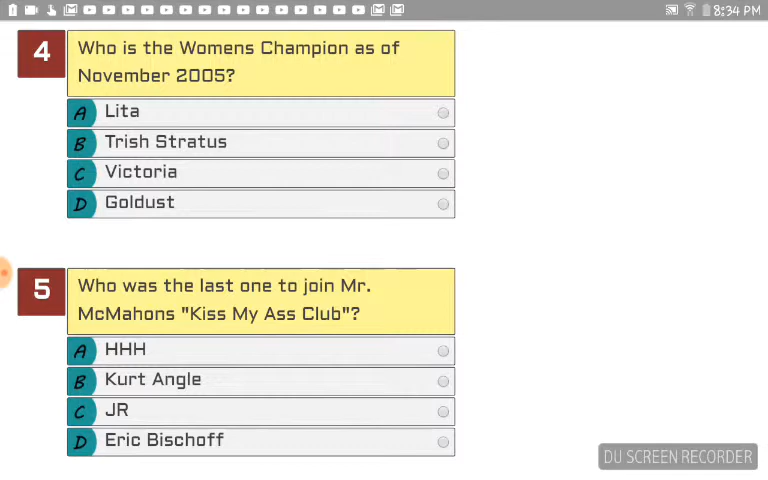 8:34 PM
4
Who is the Womens Champion as of
November 2005?
A Lita
B Trish Stratus
C Victoria
D Goldust
5
Who was the last one to join Mr.
McMahons "Kiss My Ass Club"?
A HHH
B Kurt Angle
C JR
D Eric Bischoff
DU SCREEN RECORDER